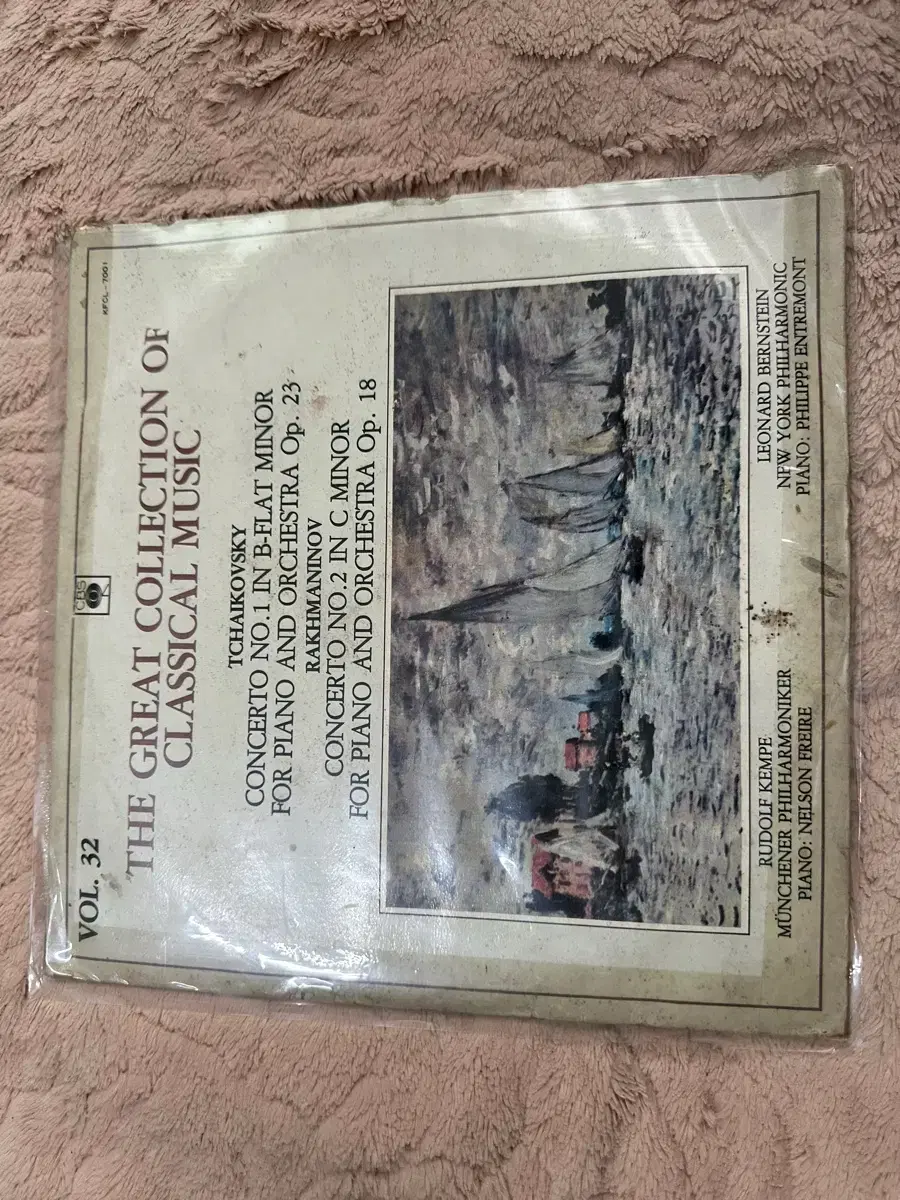 VOL. 32
CBS
KFCL-7001
THE GREAT COLLECTION OF
CLASSICAL MUSIC
TCHAIKOVSKY
CONCERTO NO. 1 IN B-FLAT MINOR
FOR PIANO AND ORCHESTRA Op. 23
RAKHMANINOV
CONCERTO NO. 2 IN C MINOR
FOR PIANO AND ORCHESTRA Op. 18
RUDOLF KEMPE
MÜNCHENER PHILHARMONIKER
PIANO: NELSON FREIRE
LEONARD BERNSTEIN
NEW YORK PHILHARMONIC
PIANO: PHILIPPE ENTREMONT